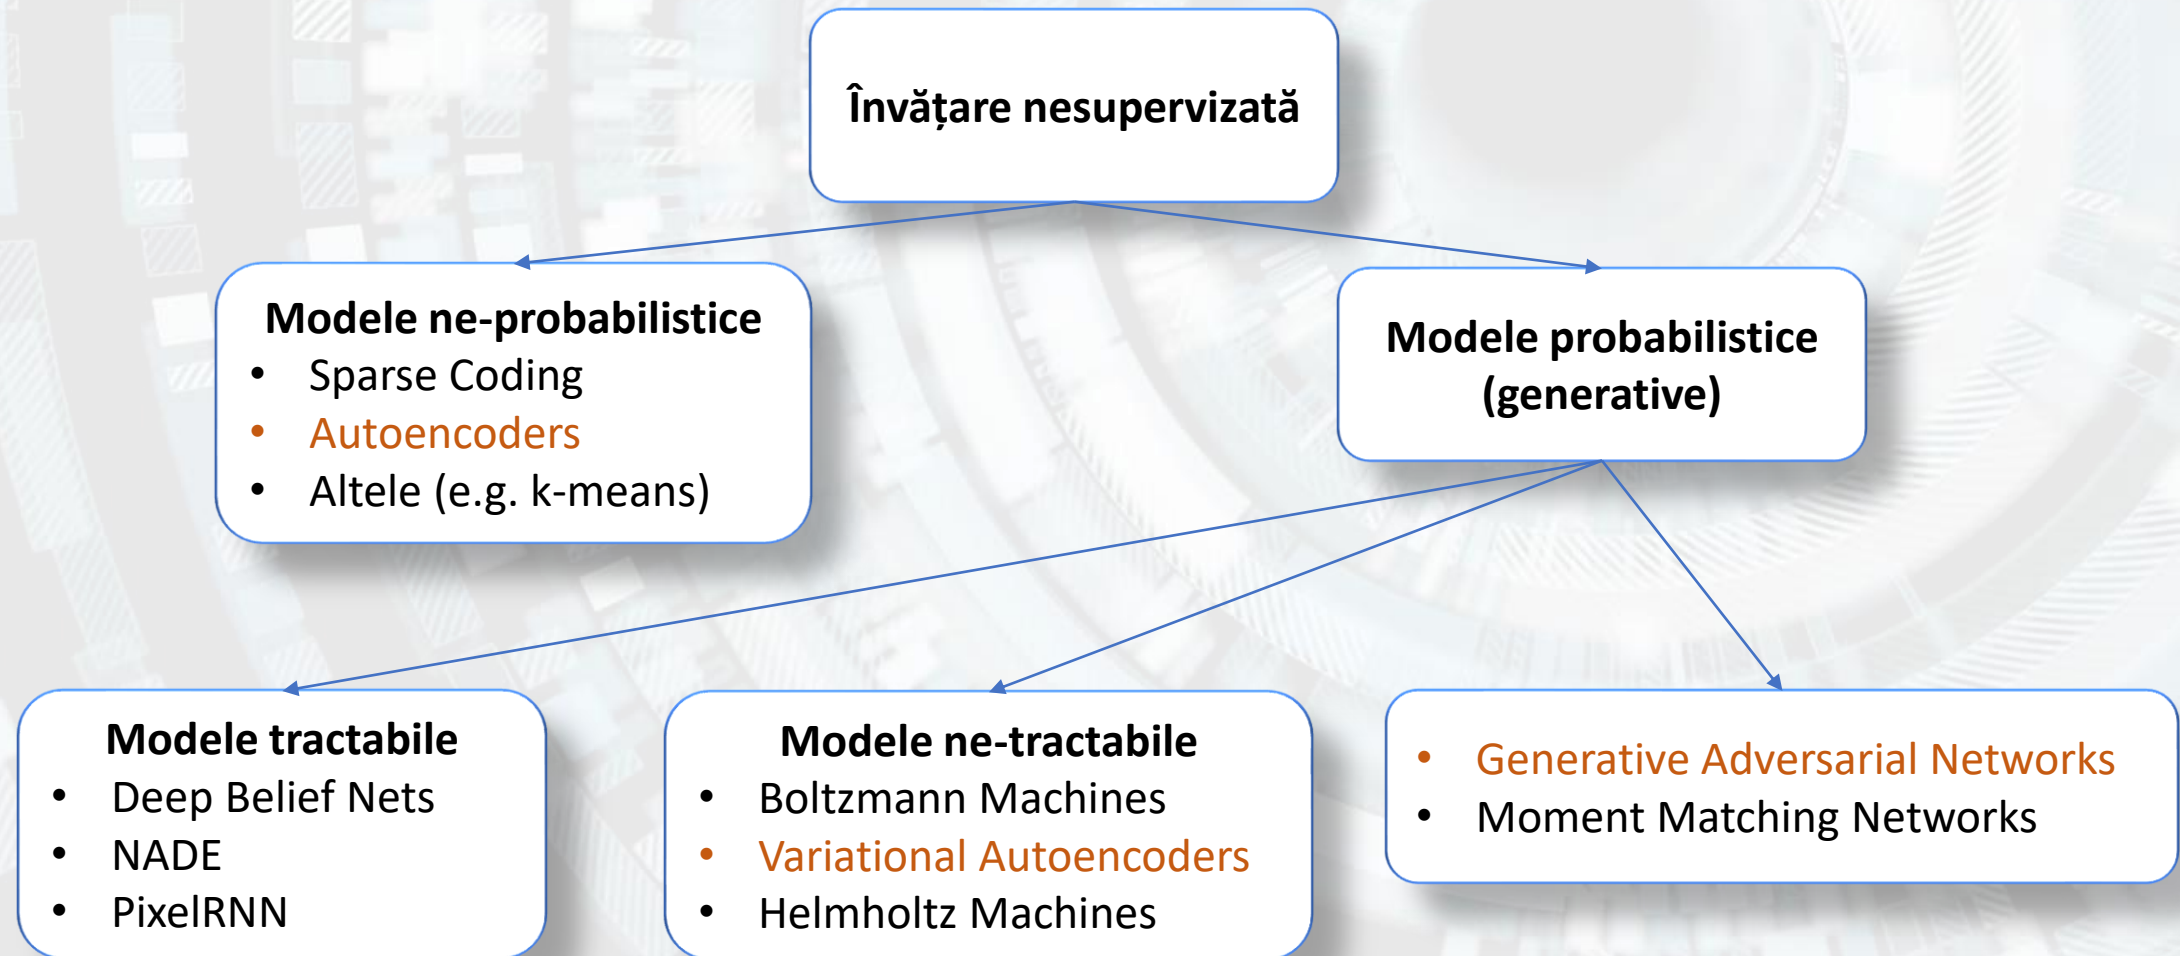 Învățare nesupervizată
Modele ne-probabilistice
• Sparse Coding
• Autoencoders
• Altele (e.g. k-means)
Modele probabilistice
(generative)
Modele tractabile
• Deep Belief Nets
• NADE
• PixelRNN
Modele ne-tractabile
• Boltzmann Machines
• Variational Autoencoders
• Helmholtz Machines
• Generative Adversarial Networks
• Moment Matching Networks